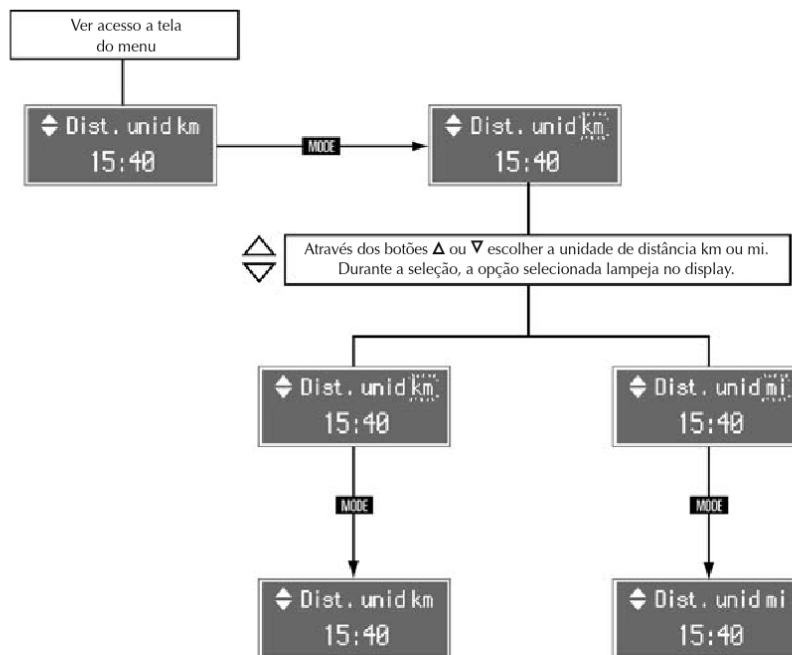 Ver acesso a tela
do menu
Dist. unid km
15:40
MODE
Dist. unid km
15:40
Através dos botões △ ou ▽ escolher a unidade de distância km ou mi.
Durante a seleção, a opção selecionada lampeja no display.
Dist. unid km
15:40
Dist. unid mi
15:40
MODE
MODE
Dist. unid km
15:40
Dist. unid mi
15:40